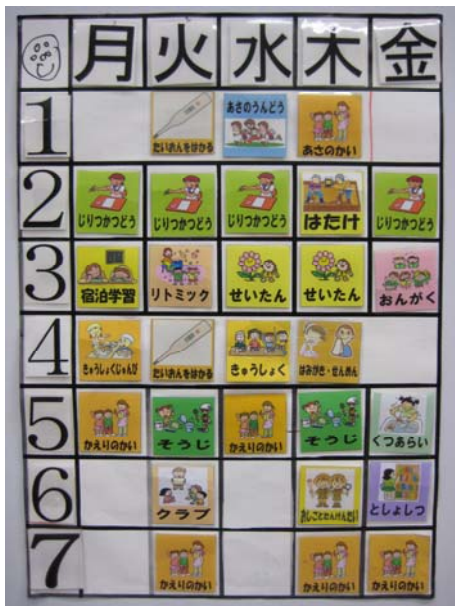 月 火 水 木 金
1 たいおんをはかる あさのうんどう あさのかい
2 じりつかつどう じりつかつどう じりつかつどう はたけ じりつかつどう
3 宿泊学習 リトミック せいたん せいたん おんがく
4 きゅうしょくじゅんび たいおんをはかる きゅうしょく はみがき・せんめん
5 かえりのかい そうじ かえりのかい そうじ くつあらい
6 クラブ おしごとたんけんたい としょしつ
7 かえりのかい かえりのかい かえりのかい